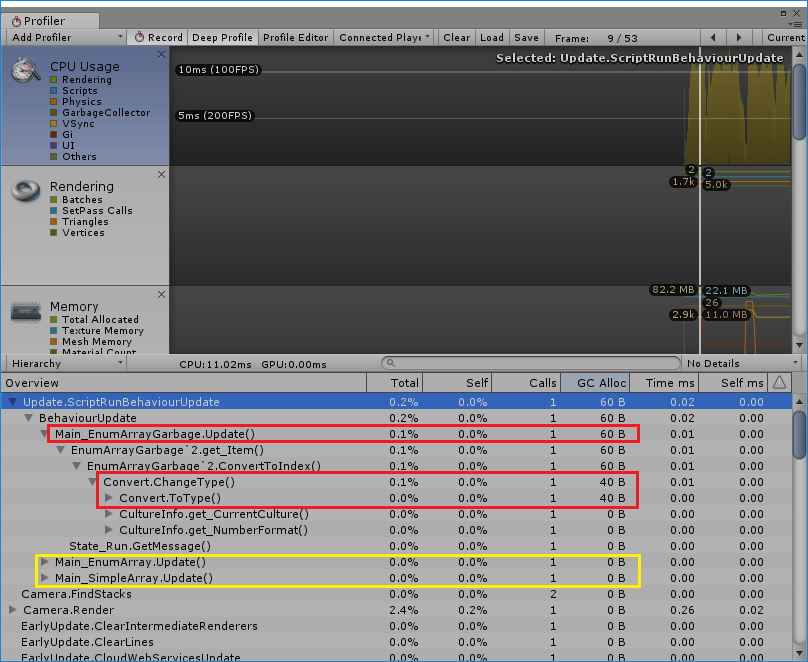 Profiler
Add Profiler Record Deep Profile Profiler Editor Connected Playe Clear Load Save Frame: 9 / 53 Current
CPU Usage
Rendering
Scripts
Physics
GarbageCollector
VSync
Gi
UI
Others
Selected: Update.ScriptRunBehaviourUpdate
10ms (100FPS)
5ms (200FPS)
Rendering
Batches
SetPass Calls
Triangles
Vertices
2 2
1.7k 5.0k
Memory
Total Allocated
Texture Memory
Mesh Memory
Material Count
82.2 MB 22.1 MB
26
2.9k 11.0 MB
Hierarchy CPU:11.02ms GPU:0.00ms No Details
Overview Total Self Calls GC Alloc Time ms Self ms
Update.ScriptRunBehaviourUpdate 0.2% 0.0% 1 60 B 0.02 0.00
BehaviourUpdate 0.2% 0.0% 1 60 B 0.02 0.00
Main_EnumArrayGarbage.Update() 0.1% 0.0% 1 60 B 0.01 0.00
EnumArrayGarbage`2.get_Item() 0.1% 0.0% 1 60 B 0.01 0.00
EnumArrayGarbage`2.ConvertToIndex() 0.1% 0.0% 1 60 B 0.01 0.00
Convert.ChangeType() 0.1% 0.0% 1 40 B 0.01 0.00
Convert.ToType() 0.0% 0.0% 1 40 B 0.00 0.00
CultureInfo.get_CurrentCulture() 0.0% 0.0% 1 0 B 0.00 0.00
CultureInfo.get_NumberFormat() 0.0% 0.0% 1 0 B 0.00 0.00
State_Run.GetMessage() 0.0% 0.0% 1 0 B 0.00 0.00
Main_EnumArray.Update() 0.0% 0.0% 1 0 B 0.00 0.00
Main_SimpleArray.Update() 0.0% 0.0% 1 0 B 0.00 0.00
Camera.FindStacks 0.0% 0.0% 2 0 B 0.00 0.00
Camera.Render 2.4% 0.2% 1 0 B 0.26 0.02
EarlyUpdate.ClearIntermediateRenderers 0.0% 0.0% 1 0 B 0.00 0.00
EarlyUpdate.ClearLines 0.0% 0.0% 1 0 B 0.00 0.00
EarlyUpdate.CloudWebServicesUpdate 0.0% 0.0% 1 0 B 0.00 0.00